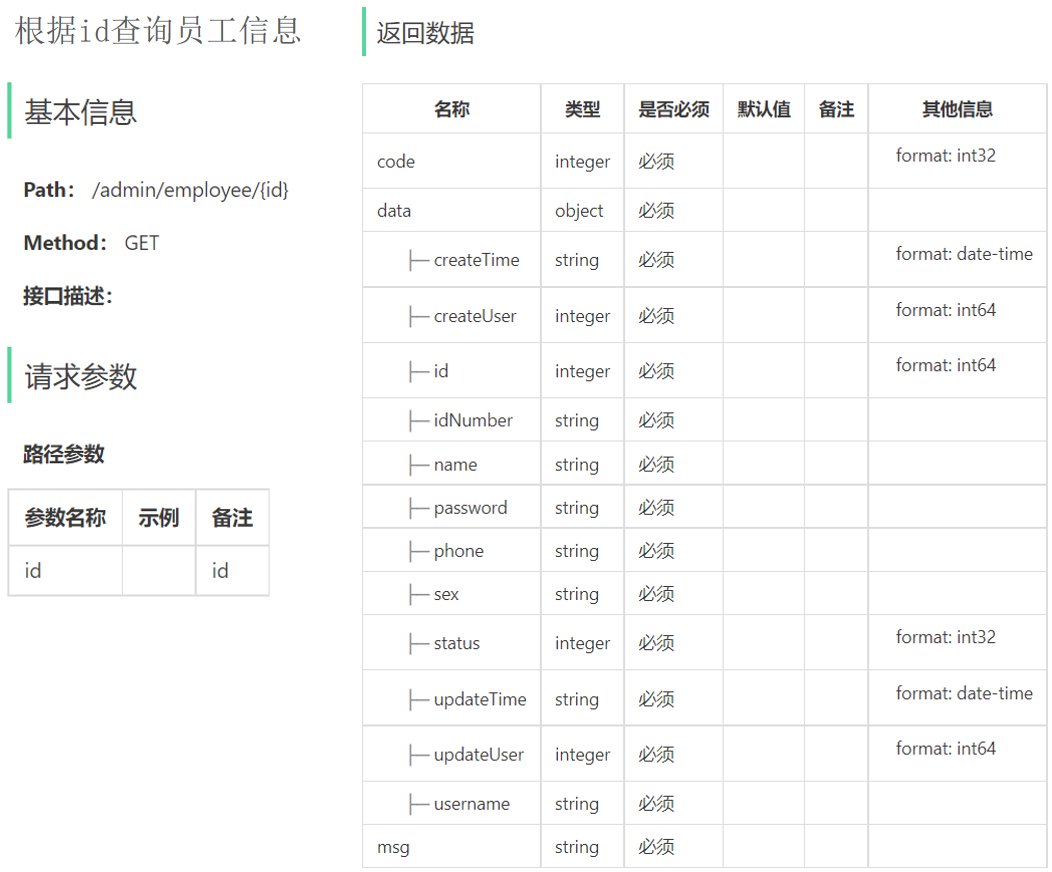 根据id查询员工信息
基本信息
Path： /admin/employee/{id}
Method： GET
接口描述：
请求参数
路径参数
参数名称 示例 备注
id id
返回数据
名称 类型 是否必须 默认值 备注 其他信息
code integer 必须 format: int32
data object 必须
├─ createTime string 必须 format: date-time
├─ createUser integer 必须 format: int64
├─ id integer 必须 format: int64
├─ idNumber string 必须
├─ name string 必须
├─ password string 必须
├─ phone string 必须
├─ sex string 必须
├─ status integer 必须 format: int32
├─ updateTime string 必须 format: date-time
├─ updateUser integer 必须 format: int64
├─ username string 必须
msg string 必须